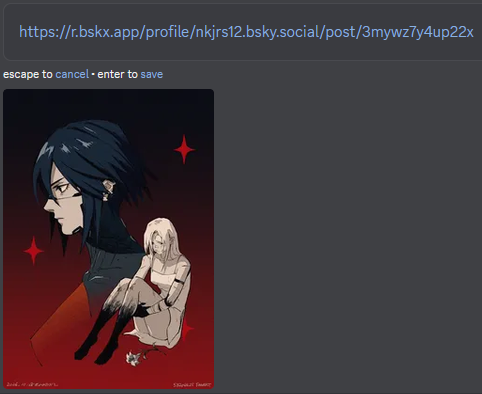 https://r.bskx.app/profile/nkjrs12.bsky.social/post/3mywz7y4up22x
escape to cancel • enter to save